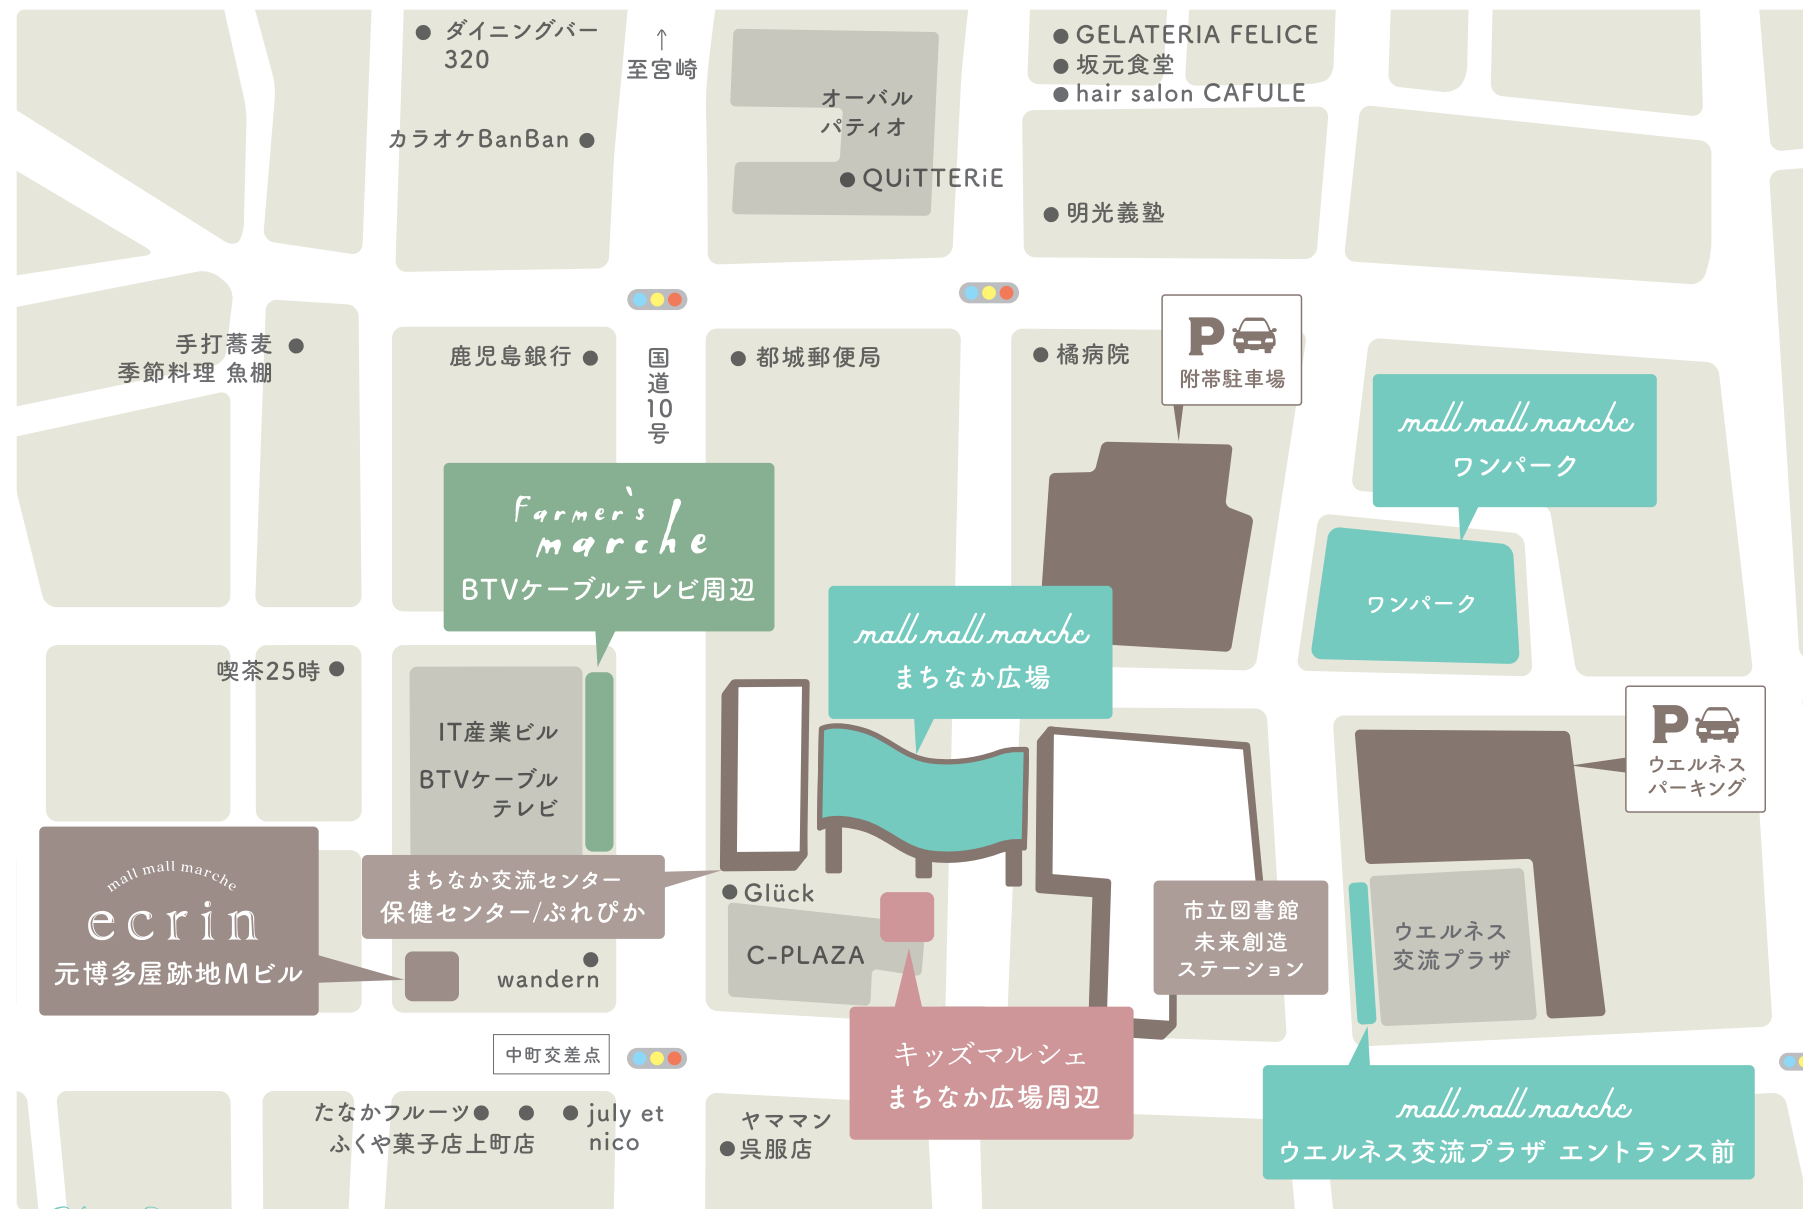 ダイニングバー
320
↑
至宮崎
GELATERIA FELICE
坂元食堂
hair salon CAFULE
オーバル
パティオ
カラオケBanBan
QUiTTERiE
明光義塾
手打蕎麦
季節料理 魚棚
鹿児島銀行
国道10号
都城郵便局
橘病院
P
附帯駐車場
mall mall marche
ワンパーク
Farmer's
marche
BTVケーブルテレビ周辺
ワンパーク
mall mall marche
まちなか広場
喫茶25時
IT産業ビル
BTVケーブル
テレビ
P
ウエルネス
パーキング
mall mall marche
ecrin
元博多屋跡地Mビル
まちなか交流センター
保健センター/ぷれぴか
Glück
C-PLAZA
市立図書館
未来創造
ステーション
ウエルネス
交流プラザ
wandern
中町交差点
キッズマルシェ
まちなか広場周辺
mall mall marche
ウエルネス交流プラザ エントランス前
たなかフルーツ
ふくや菓子店上町店
july et
nico
ヤママン
呉服店